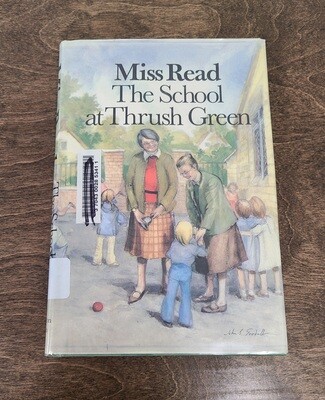 Miss Read
The School
at Thrush Green